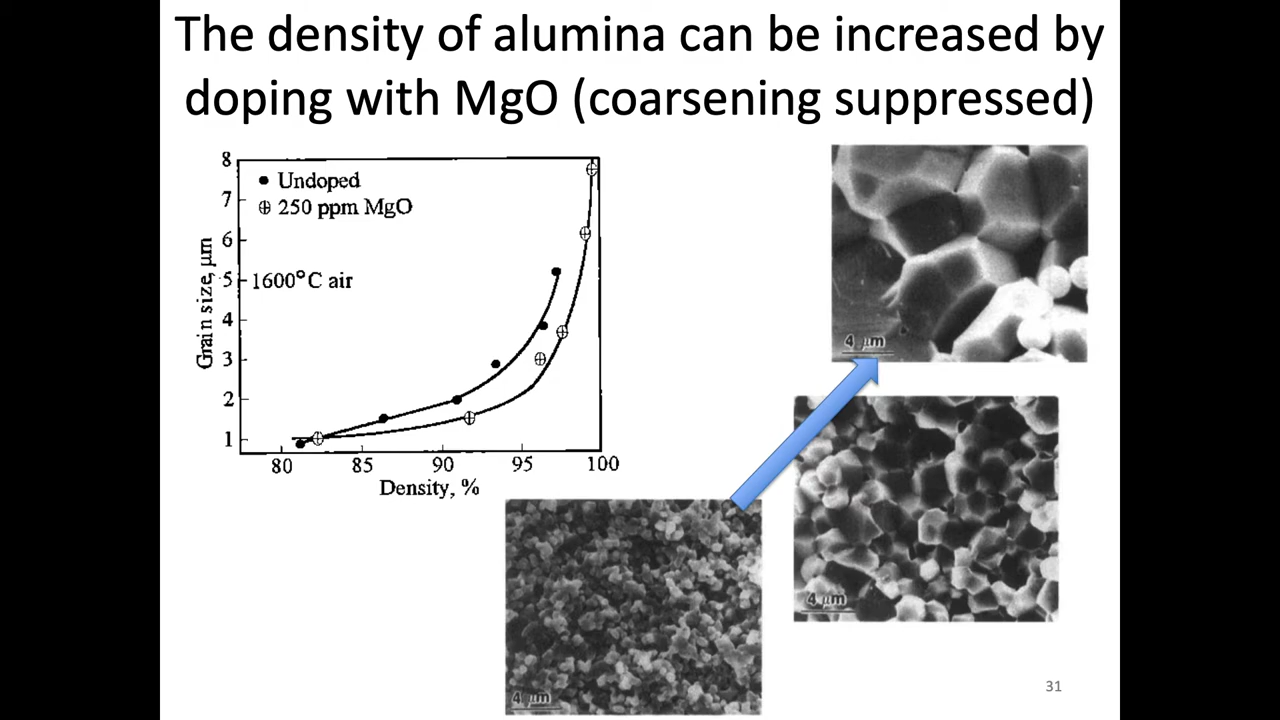 The density of alumina can be increased by
doping with MgO (coarsening suppressed)
8
7
6
5
4
3
2
1
Grain size, μm
Undoped
250 ppm MgO
1600°C air
80 85 90 95 100
Density, %
4 μm
4 μm
4 μm
31